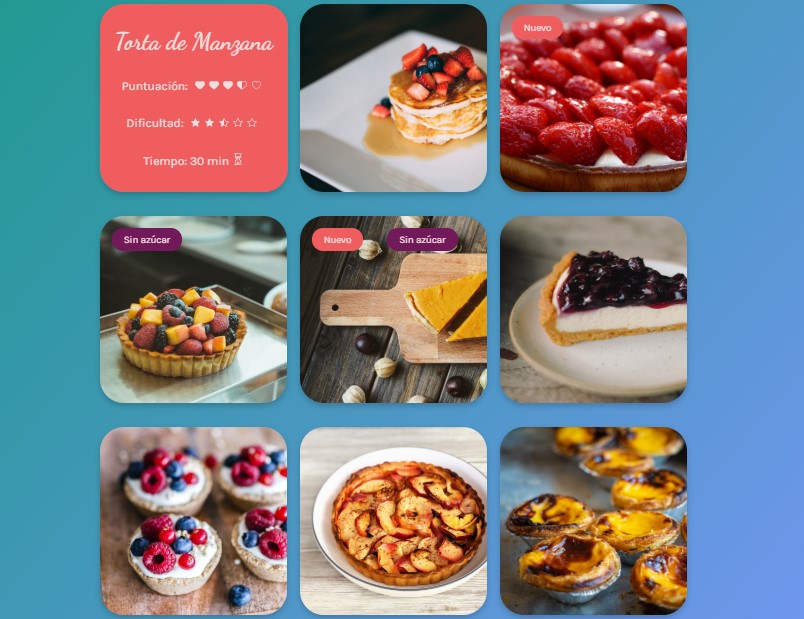 Torta de Manzana
Puntuación:
Dificultad:
Tiempo: 30 min
Nuevo
Sin azúcar
Nuevo
Sin azúcar